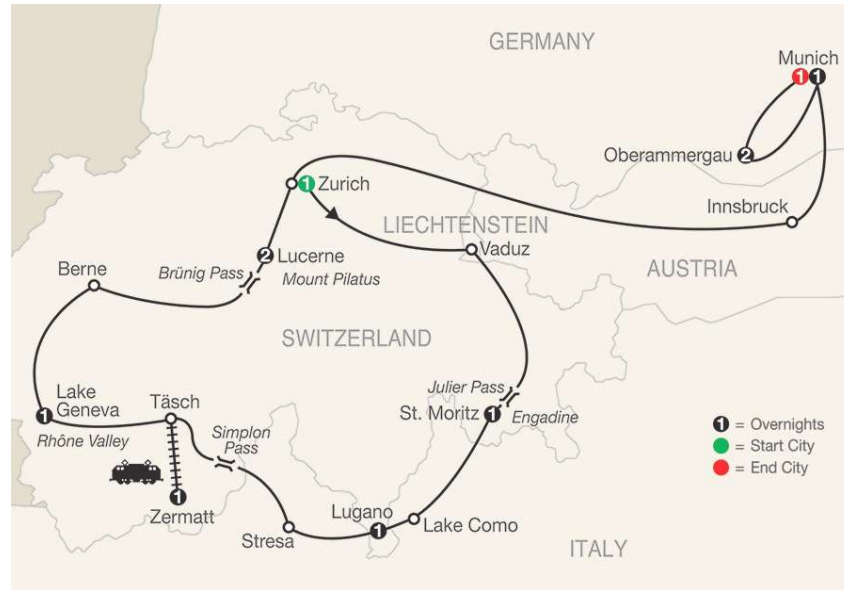 GERMANY
Munich
1
1
Oberammergau
2
1
Zurich
Innsbruck
LIECHTENSTEIN
Vaduz
2
Lucerne
Brünig Pass
Mount Pilatus
Berne
AUSTRIA
SWITZERLAND
Julier Pass
Lake
Geneva
1
Täsch
St. Moritz
1
Engadine
Rhône Valley
Simplon
Pass
1
Zermatt
Lugano
1
Lake Como
Stresa
ITALY
1 = Overnights
= Start City
= End City